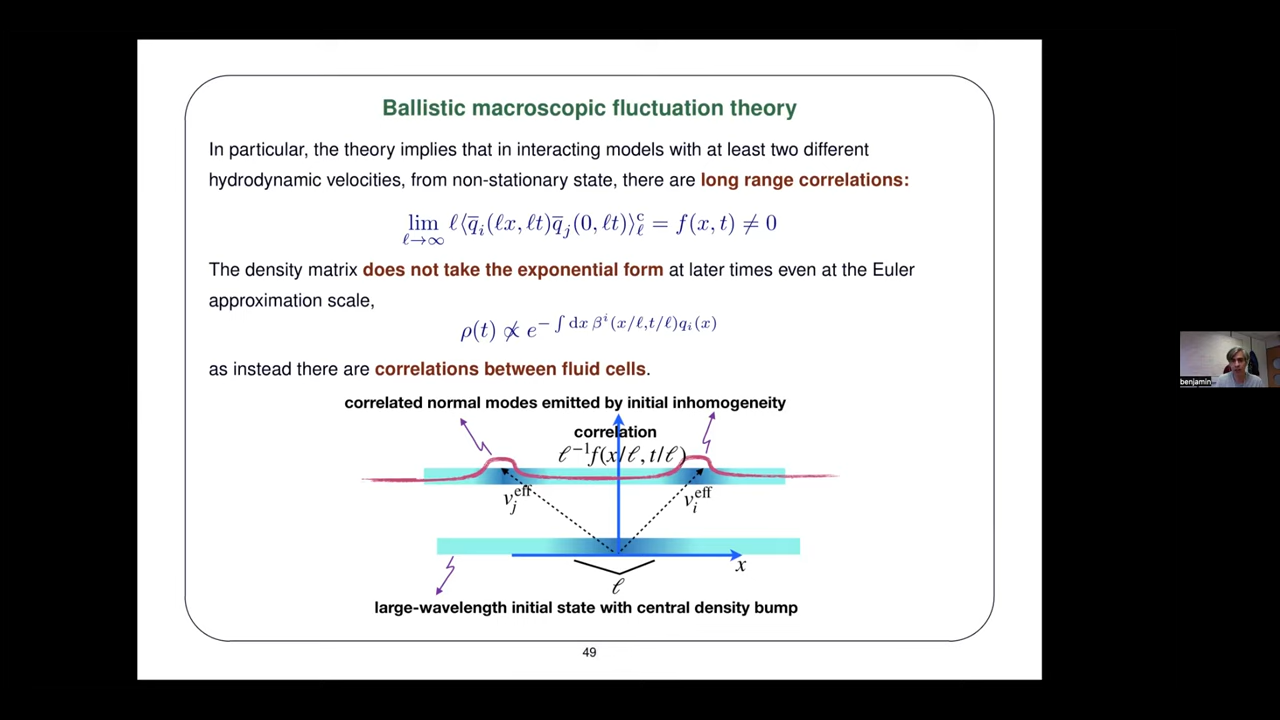 Ballistic macroscopic fluctuation theory
In particular, the theory implies that in interacting models with at least two different
hydrodynamic velocities, from non-stationary state, there are long range correlations:
lim ℓ→∞ ℓ⟨q̅ᵢ(ℓx, ℓt)q̅ⱼ(0, ℓt)⟩ᶜ_ℓ = f(x, t) ≠ 0
The density matrix does not take the exponential form at later times even at the Euler
approximation scale,
ρ(t) ∝̸ e^{−∫dx βⁱ(x/ℓ,t/ℓ)qᵢ(x)}
as instead there are correlations between fluid cells.
correlated normal modes emitted by initial inhomogeneity
correlation
ℓ⁻¹f(x/ℓ, t/ℓ)
vⱼ^eff vᵢ^eff
x
ℓ
large-wavelength initial state with central density bump
49
benjamin